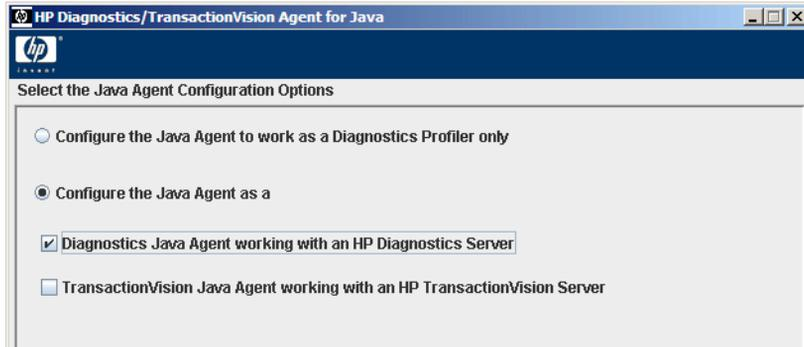 HP Diagnostics/TransactionVision Agent for Java
hp
invent
Select the Java Agent Configuration Options
Configure the Java Agent to work as a Diagnostics Profiler only
Configure the Java Agent as a
Diagnostics Java Agent working with an HP Diagnostics Server
TransactionVision Java Agent working with an HP TransactionVision Server